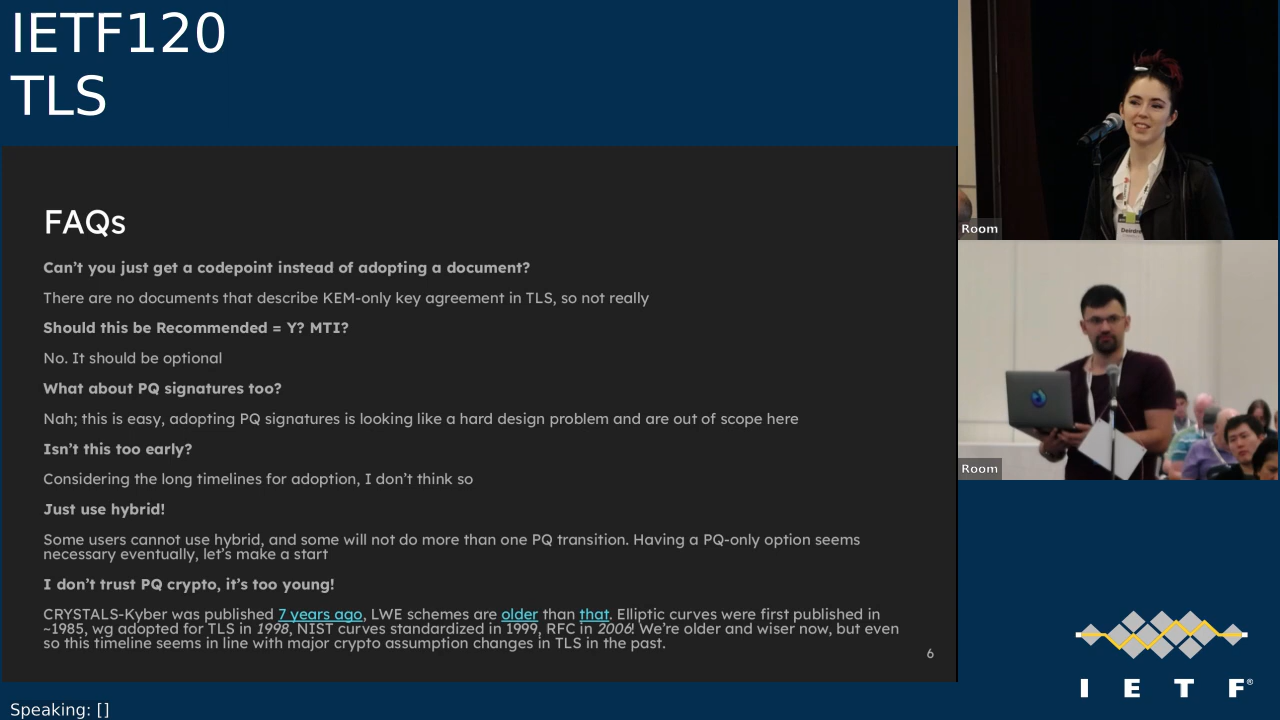 IETF120
TLS
FAQs
Can’t you just get a codepoint instead of adopting a document?
There are no documents that describe KEM-only key agreement in TLS, so not really
Should this be Recommended = Y? MTI?
No. It should be optional
What about PQ signatures too?
Nah; this is easy, adopting PQ signatures is looking like a hard design problem and are out of scope here
Isn’t this too early?
Considering the long timelines for adoption, I don’t think so
Just use hybrid!
Some users cannot use hybrid, and some will not do more than one PQ transition. Having a PQ-only option seems
necessary eventually, let’s make a start
I don’t trust PQ crypto, it’s too young!
CRYSTALS-Kyber was published 7 years ago, LWE schemes are older than that. Elliptic curves were first published in
~1985, wg adopted for TLS in 1998, NIST curves standardized in 1999, RFC in 2006! We’re older and wiser now, but even
so this timeline seems in line with major crypto assumption changes in TLS in the past.
6
Speaking: []
Deirdre
Room
Room
I E T F®